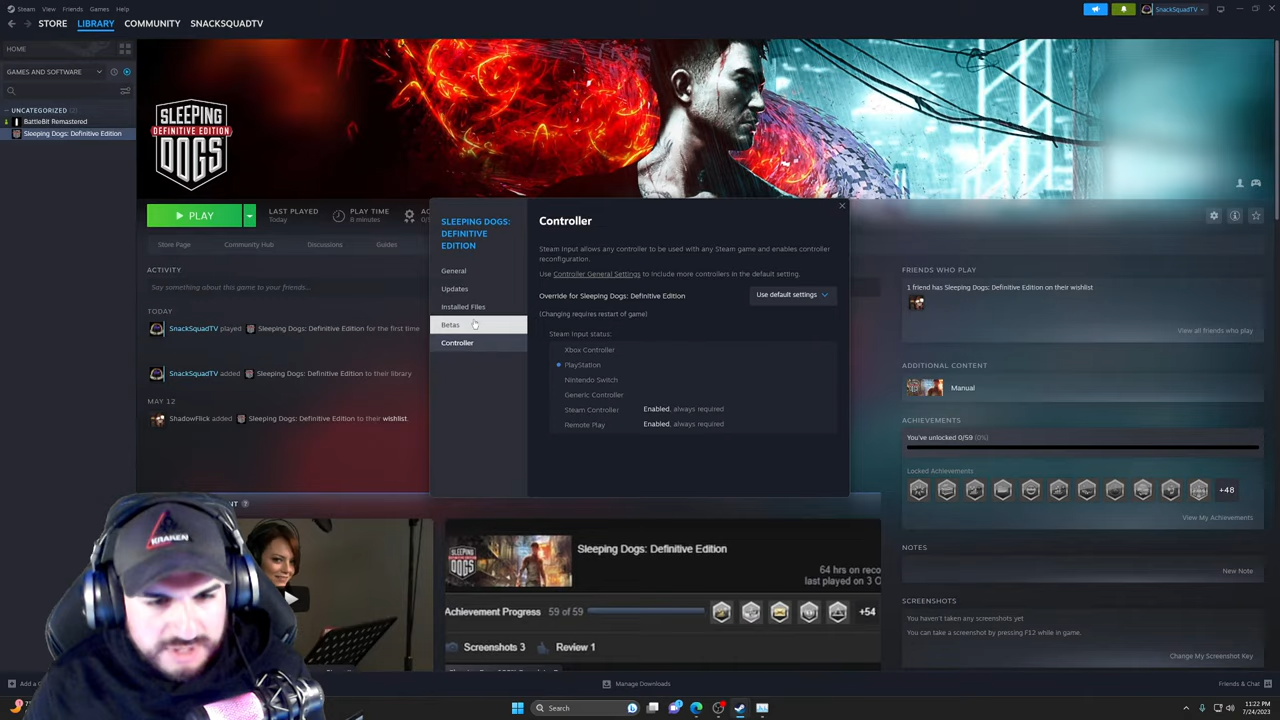 Steam View Friends Games Help
SnackSquadTV
STORE LIBRARY COMMUNITY SNACKSQUADTV
HOME
GAMES AND SOFTWARE
UNCATEGORIZED
BattleBit Remastered
Sleeping Dogs: Definitive Edition
SLEEPING
DEFINITIVE EDITION
DOGS
PLAY
LAST PLAYED
Today
PLAY TIME
8 minutes
Store Page Community Hub Discussions Guides
ACTIVITY
Say something about this game to your friends...
TODAY
SnackSquadTV played Sleeping Dogs: Definitive Edition for the first time
SnackSquadTV added Sleeping Dogs: Definitive Edition to their library
MAY 12
ShadowFlick added Sleeping Dogs: Definitive Edition to their wishlist.
SLEEPING DOGS:
DEFINITIVE
EDITION
General
Updates
Installed Files
Betas
Controller
Controller
Steam Input allows any controller to be used with any Steam game and enables controller
reconfiguration.
Use Controller General Settings to include more controllers in the default setting.
Override for Sleeping Dogs: Definitive Edition
Use default settings
(Changing requires restart of game)
Steam Input status:
Xbox Controller
PlayStation
Nintendo Switch
Generic Controller
Steam Controller Enabled, always required
Remote Play Enabled, always required
FRIENDS WHO PLAY
1 friend has Sleeping Dogs: Definitive Edition on their wishlist
View all friends who play
ADDITIONAL CONTENT
Manual
ACHIEVEMENTS
You've unlocked 0/59 (0%)
Locked Achievements
+48
View My Achievements
NOTES
New Note
SCREENSHOTS
You haven't taken any screenshots yet
You can take a screenshot by pressing F12 while in game.
Change My Screenshot Key
KRAKEN
SLEEPING
DOGS
Sleeping Dogs: Definitive Edition
64 hrs on reco
last played on 3 O
Achievement Progress 59 of 59
+54
Screenshots 3 Review 1
Manage Downloads
Friends & Chat
Search
11:22 PM
7/24/2023